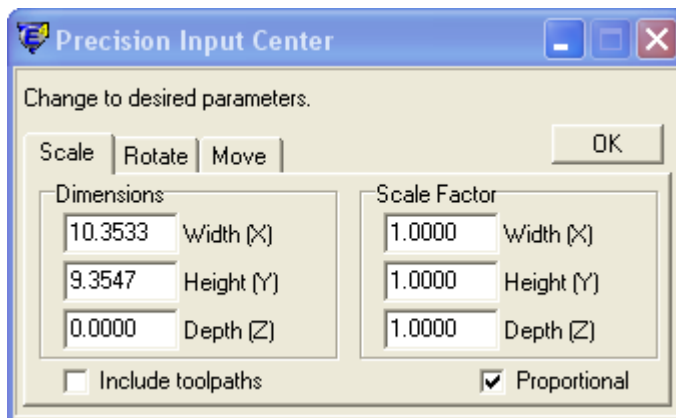 Precision Input Center
Change to desired parameters.
OK
Scale Rotate Move
Dimensions
10.3533 Width (X)
9.3547 Height (Y)
0.0000 Depth (Z)
Scale Factor
1.0000 Width (X)
1.0000 Height (Y)
1.0000 Depth (Z)
Include toolpaths
Proportional